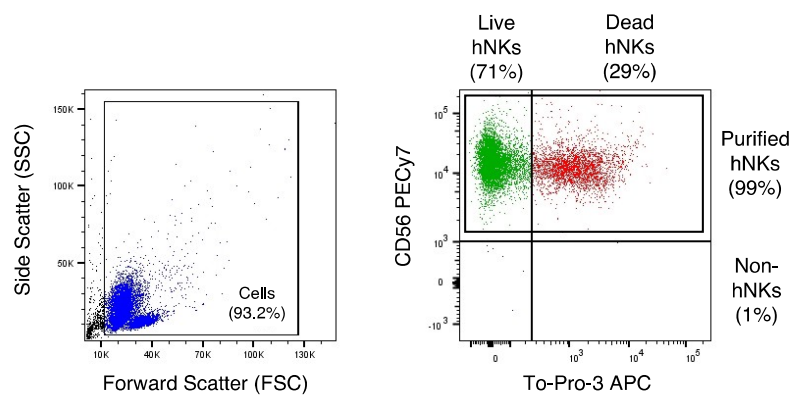 Live
hNKs
(71%)
Dead
hNKs
(29%)
150K
100K
50K
Side Scatter (SSC)
Cells
(93.2%)
10K 40K 70K 100K 130K
Forward Scatter (FSC)
10^5
10^4
10^3
0
-10^3
CD56 PECy7
Purified
hNKs
(99%)
Non-
hNKs
(1%)
0 10^3 10^4 10^5
To-Pro-3 APC